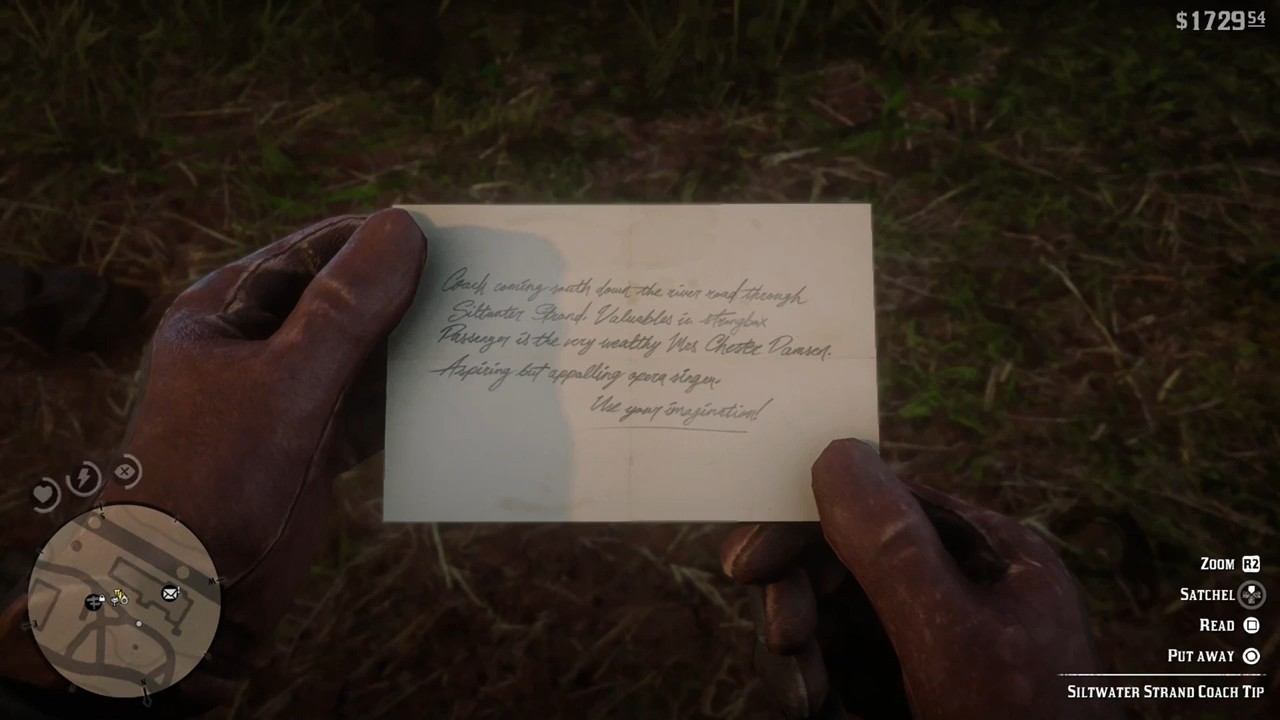 $1729 54
Coach coming south down the river road through
Siltwater Strand. Valuables in strongbox
Passenger is the very wealthy Mrs Chester Damsen.
Aspiring but appalling opera singer.
Use your imagination!
ZOOM R2
SATCHEL
READ
PUT AWAY
SILTWATER STRAND COACH TIP